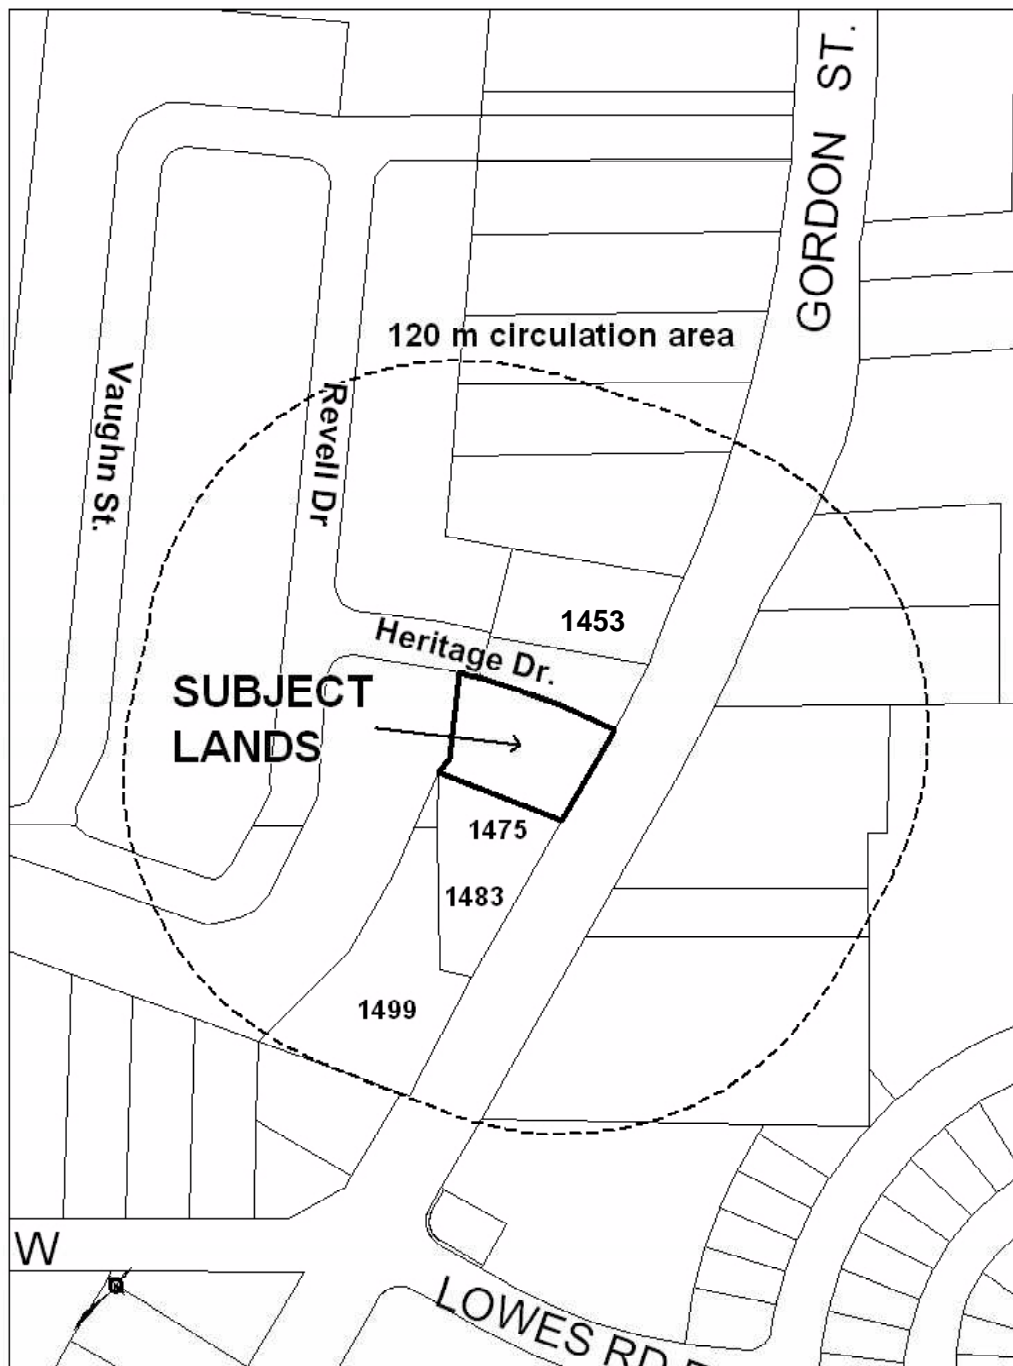 GORDON ST.
120 m circulation area
Vaughn St.
Revell Dr
1453
Heritage Dr.
SUBJECT
LANDS
1475
1483
1499
W
LOWES RD